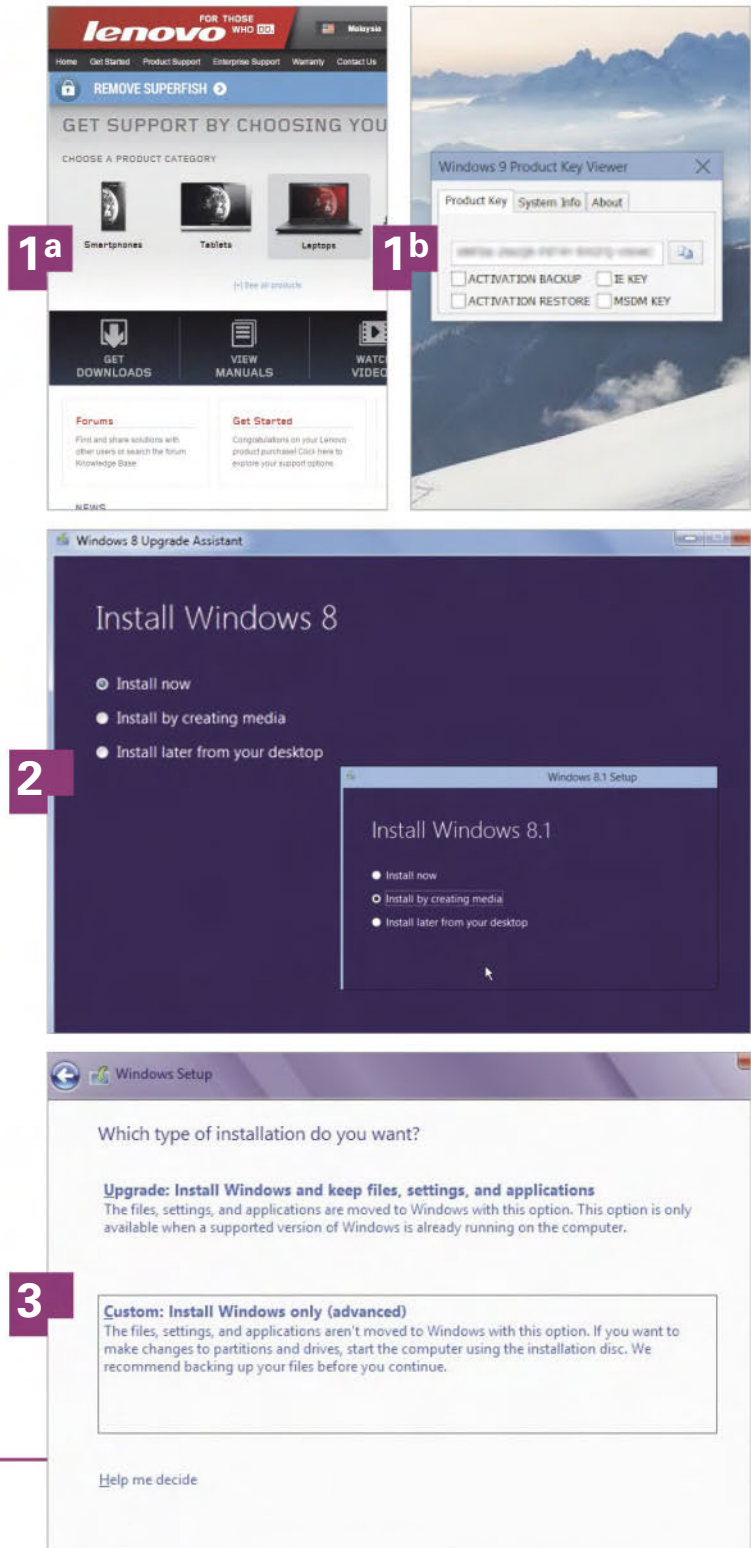 lenovo
FOR THOSE
WHO DO.
Malaysia
Home Get Started Product Support Enterprise Support Warranty Contact Us
REMOVE SUPERFISH
GET SUPPORT BY CHOOSING YOU
CHOOSE A PRODUCT CATEGORY
1a
Smartphones Tablets Laptops
[+] See all products
GET
DOWNLOADS
VIEW
MANUALS
WATC
VIDEO
Forums
Find and share solutions with
other users or search the forum
Knowledge Base
Get Started
Congratulations on your Lenovo
product purchase! Click here to
explore your support options
NEWS
1b
Windows 9 Product Key Viewer
Product Key System Info About
ACTIVATION BACKUP IE KEY
ACTIVATION RESTORE MSDM KEY
2
Windows 8 Upgrade Assistant
Install Windows 8
Install now
Install by creating media
Install later from your desktop
Windows 8.1 Setup
Install Windows 8.1
Install now
Install by creating media
Install later from your desktop
3
Windows Setup
Which type of installation do you want?
Upgrade: Install Windows and keep files, settings, and applications
The files, settings, and applications are moved to Windows with this option. This option is only
available when a supported version of Windows is already running on the computer.
Custom: Install Windows only (advanced)
The files, settings, and applications aren't moved to Windows with this option. If you want to
make changes to partitions and drives, start the computer using the installation disc. We
recommend backing up your files before you continue.
Help me decide